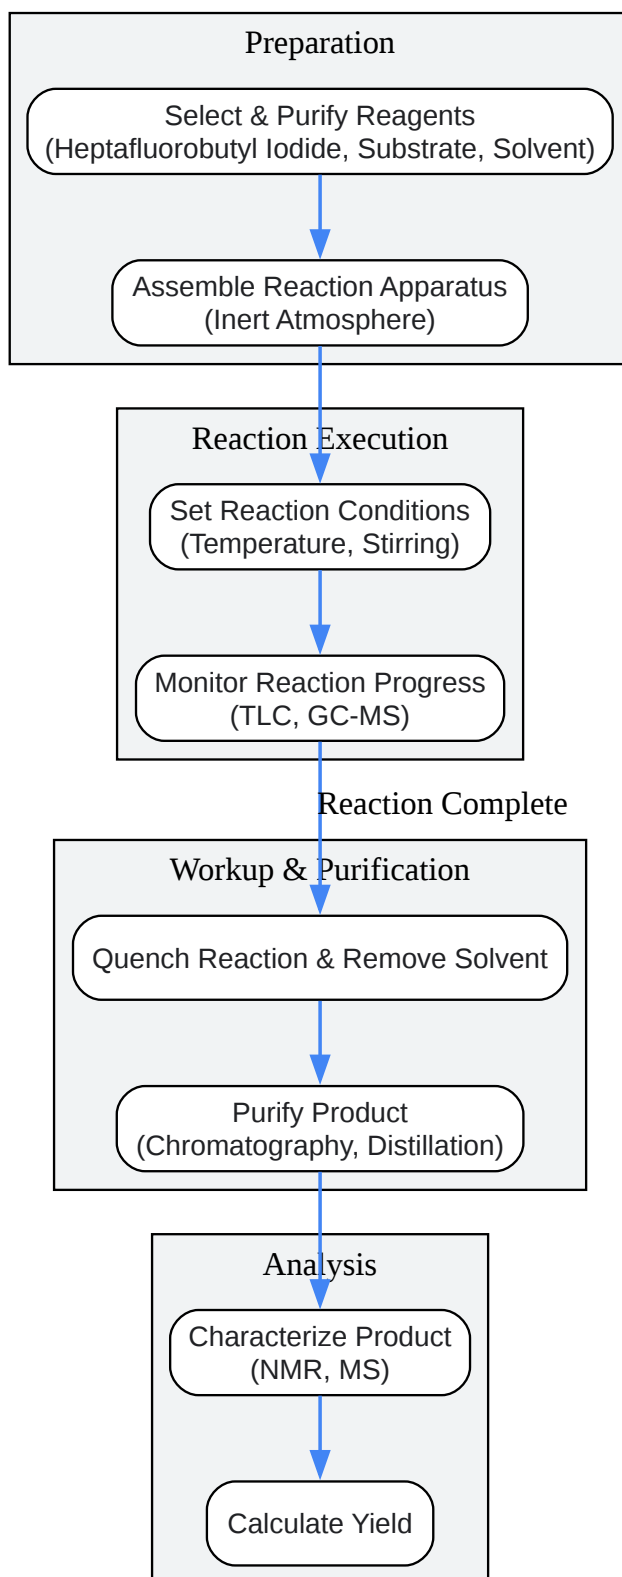 Preparation
Select & Purify Reagents
(Heptafluorobutyl Iodide, Substrate, Solvent)
Assemble Reaction Apparatus
(Inert Atmosphere)
Reaction Execution
Set Reaction Conditions
(Temperature, Stirring)
Monitor Reaction Progress
(TLC, GC-MS)
Reaction Complete
Workup & Purification
Quench Reaction & Remove Solvent
Purify Product
(Chromatography, Distillation)
Analysis
Characterize Product
(NMR, MS)
Calculate Yield